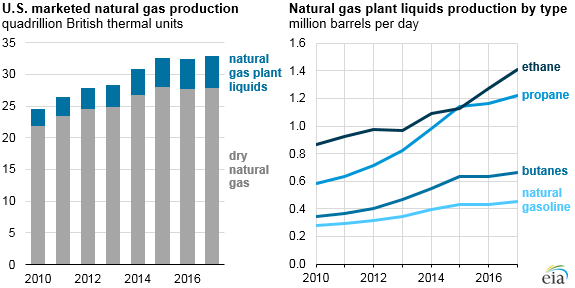 U.S. marketed natural gas production
quadrillion British thermal units
35
30
25
20
15
10
5
0
2010
2012
2014
2016
natural
gas plant
liquids
dry
natural
gas
Natural gas plant liquids production by type
million barrels per day
1.6
1.4
1.2
1.0
0.8
0.6
0.4
0.2
0.0
2010
2012
2014
2016
ethane
propane
butanes
natural
gasoline
eia